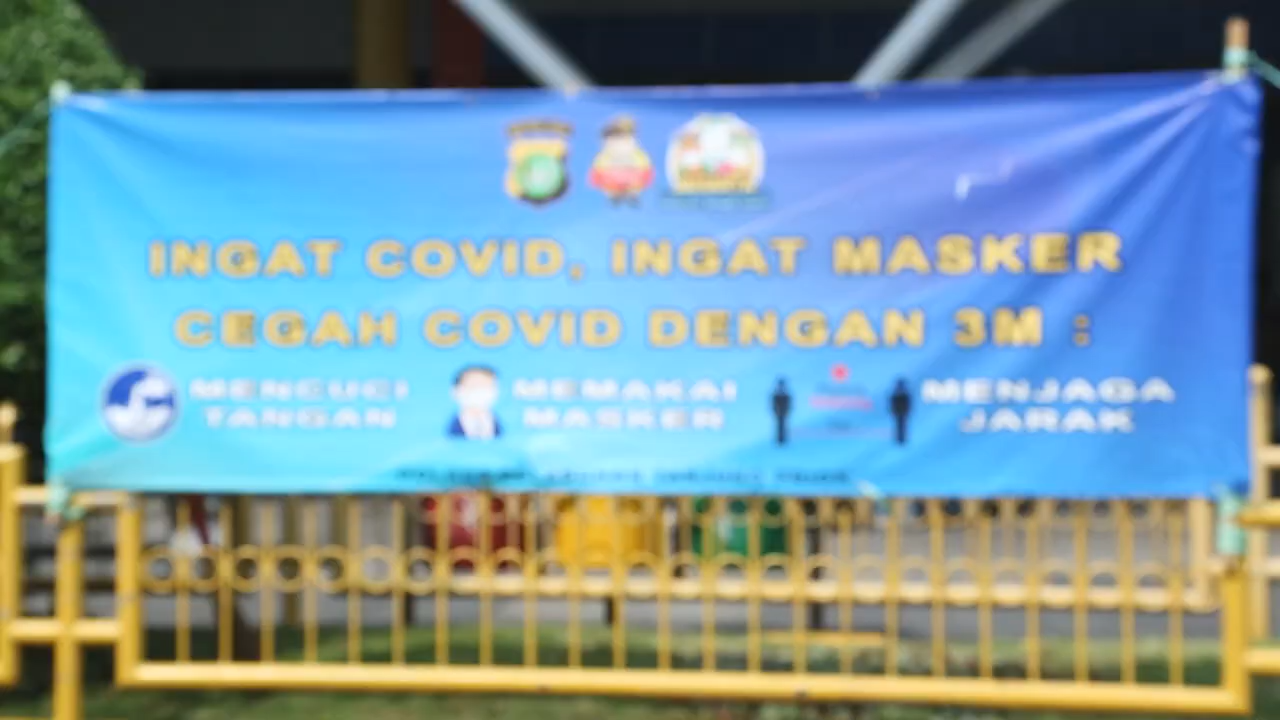 INGAT COVID, INGAT MASKER
CEGAH COVID DENGAN 3M :
MENCUCI TANGAN
MEMAKAI MASKER
MENJAGA JARAK